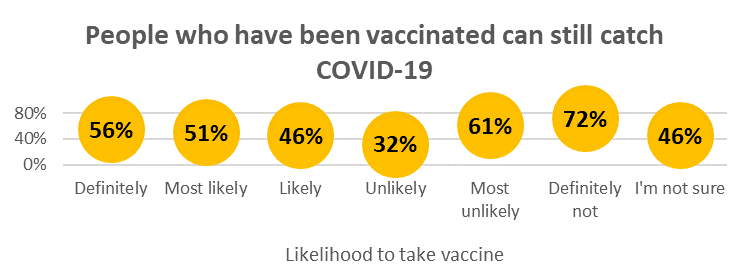 People who have been vaccinated can still catch
COVID-19
80%
40%
0%
56% 51% 46% 32% 61% 72% 46%
Definitely Most likely Likely Unlikely Most unlikely Definitely not I'm not sure
Likelihood to take vaccine